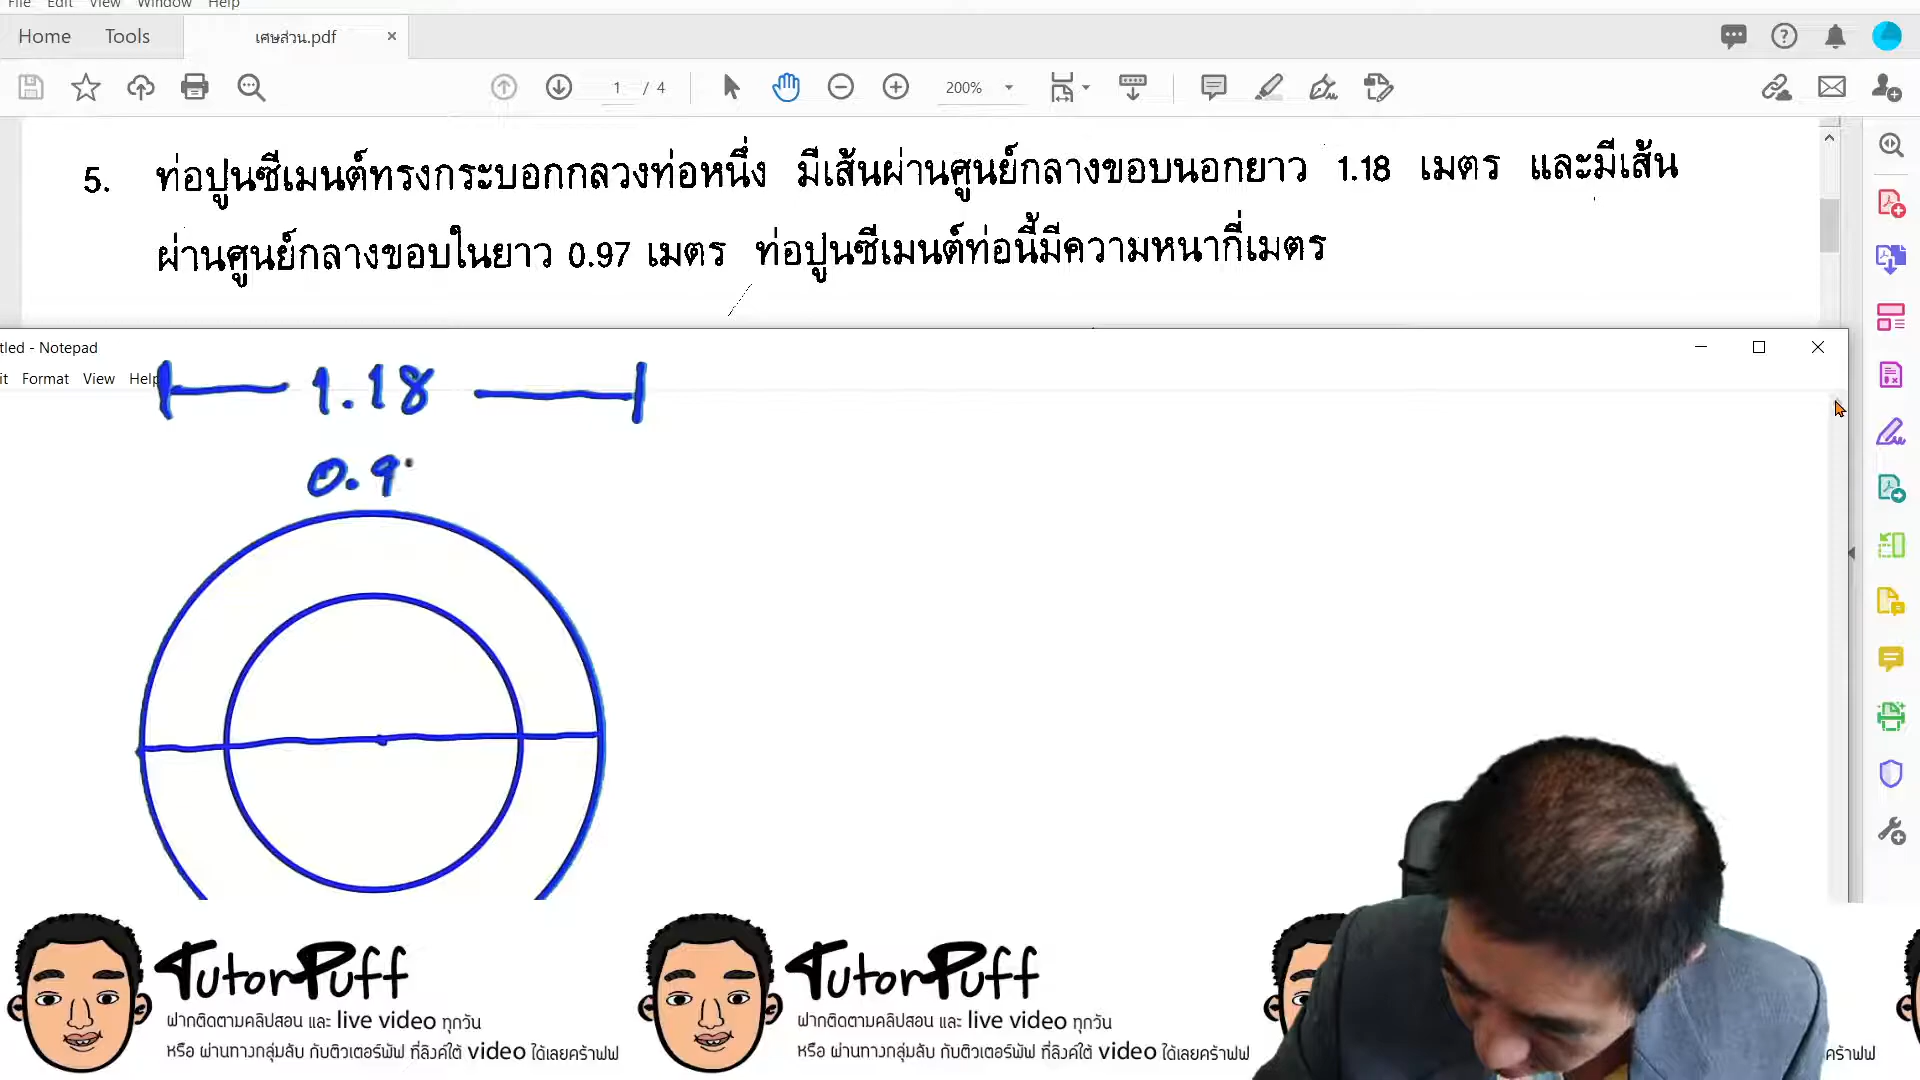 File Edit View Window Help
Home Tools เศษส่วน.pdf ×
1 / 4 200%
5. ท่อปูนซีเมนต์ทรงกระบอกกลวงท่อหนึ่ง มีเส้นผ่านศูนย์กลางขอบนอกยาว 1.18 เมตร และมีเส้น
ผ่านศูนย์กลางขอบในยาว 0.97 เมตร ท่อปูนซีเมนต์ท่อนี้มีความหนากี่เมตร
tled - Notepad
it Format View Help
1.18
0.9
TutorPuff
ฝากติดตามคลิปสอน และ live video ทุกวัน
หรือ ผ่านทางกลุ่มลับ กับติวเตอร์พัฟ ที่ลิงค์ใต้ video ได้เลยคร้าฟฟ
TutorPuff
ฝากติดตามคลิปสอน และ live video ทุกวัน
หรือ ผ่านทางกลุ่มลับ กับติวเตอร์พัฟ ที่ลิงค์ใต้ video ได้เลยคร้าฟฟ
คร้าฟฟ